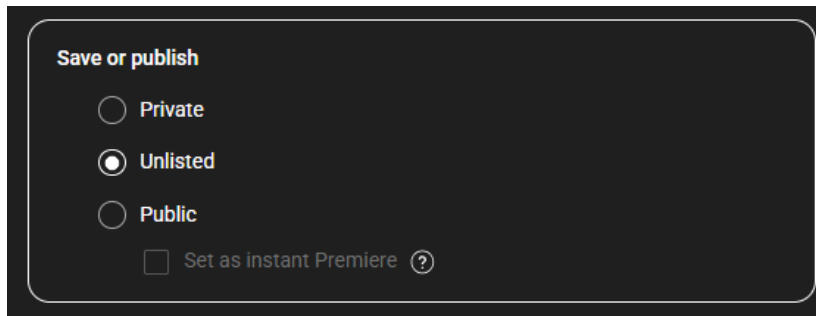 Save or publish
Private
Unlisted
Public
Set as instant Premiere ?